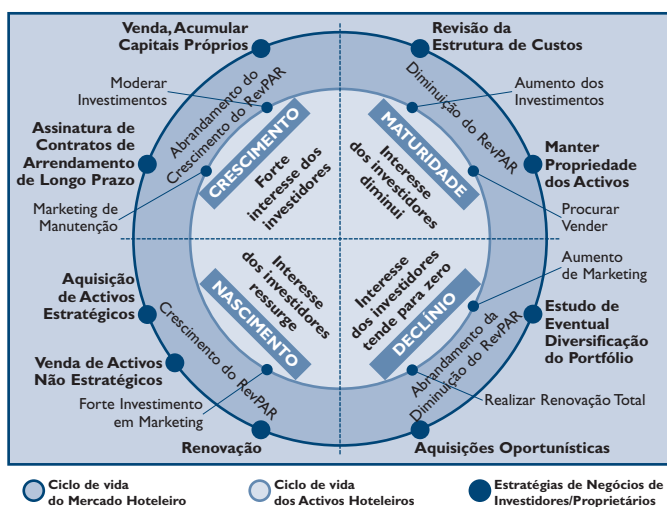 Venda, Acumular
Capitais Próprios
Revisão da
Estrutura de Custos
Moderar
Investimentos
Abrandamento do
Crescimento do RevPAR
Diminuição do RevPAR
Aumento dos
Investimentos
Assinatura de
Contratos de
Arrendamento
de Longo Prazo
CRESCIMENTO
Forte
interesse dos
investidores
MATURIDADE
Interesse
dos investidores
diminui
Manter
Propriedade
dos Activos
Marketing de
Manutenção
Procurar
Vender
Aquisição
de Activos
Estratégicos
NASCIMENTO
Interesse
dos investidores
ressurge
Interesse
dos investidores
tende para zero
DECLÍNIO
Aumento
de Marketing
Estudo de
Eventual
Diversificação
do Portfólio
Venda de Activos
Não Estratégicos
Crescimento do RevPAR
Abrandamento da
Diminuição do RevPAR
Forte Investimento
em Marketing
Realizar Renovação Total
Renovação
Aquisições Oportunísticas
Ciclo de vida
do Mercado Hoteleiro
Ciclo de vida
dos Activos Hoteleiros
Estratégias de Negócios de
Investidores/Proprietários